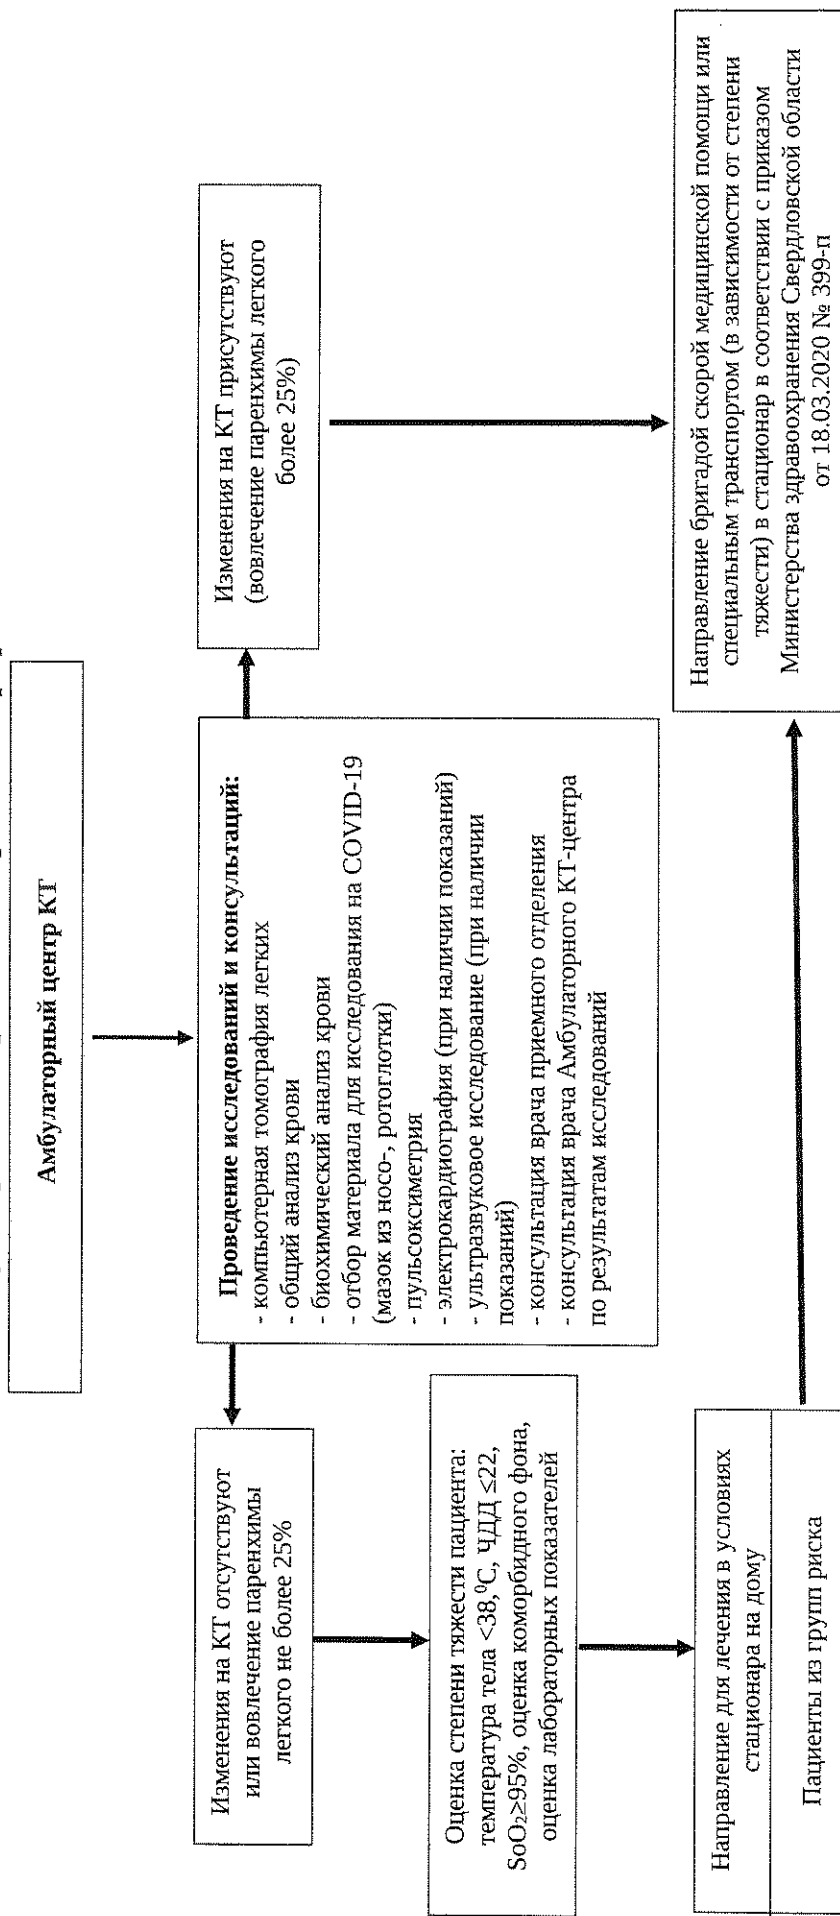 Амбулаторный центр КТ
Проведение исследований и консультаций:
- компьютерная томография легких
- общий анализ крови
- биохимический анализ крови
- отбор материала для исследования на COVID-19
(мазок из носо-, ротоглотки)
- пульсоксиметрия
- электрокардиография (при наличии показаний)
- ультразвуковое исследование (при наличии
показаний)
- консультация врача приемного отделения
- консультация врача Амбулаторного КТ-центра
по результатам исследований
Изменения на КТ отсутствуют
или вовлечение паренхимы
легкого не более 25%
Оценка степени тяжести пациента:
температура тела <38,⁰С, ЧДД ≤22,
SoO₂≥95%, оценка коморбидного фона,
оценка лабораторных показателей
Направление для лечения в условиях
стационара на дому
Пациенты из групп риска
Изменения на КТ присутствуют
(вовлечение паренхимы легкого
более 25%)
Направление бригадой скорой медицинской помощи или
специальным транспортом (в зависимости от степени
тяжести) в стационар в соответствии с приказом
Министерства здравоохранения Свердловской области
от 18.03.2020 № 399-п